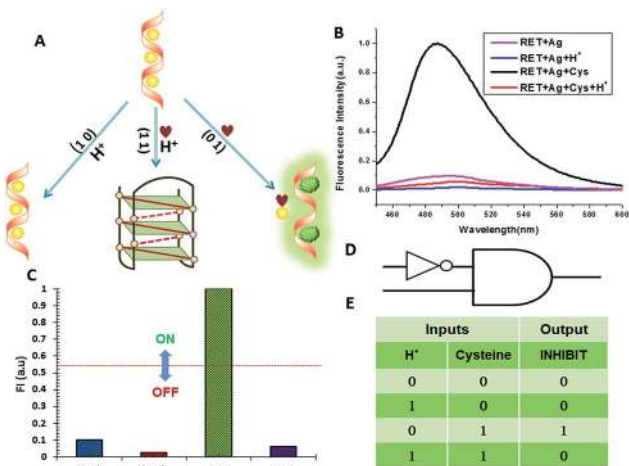 A
(1 0)
H⁺
(1 1)
H⁺
(0 1)
B
Fluorescence Intensity(a.u.)
1.0
0.8
0.6
0.4
0.2
0.0
RET+Ag
RET+Ag+H⁺
RET+Ag+Cys
RET+Ag+Cys+H⁺
500
520
540
560
580
600
Wavelength(nm)
C
FI (a.u)
1
0.9
0.8
0.7
0.6
0.5
0.4
0.3
0.2
0.1
0
ON
OFF
D
E
Inputs Output
H⁺ Cysteine INHIBIT
0 0 0
1 0 0
0 1 1
1 1 0